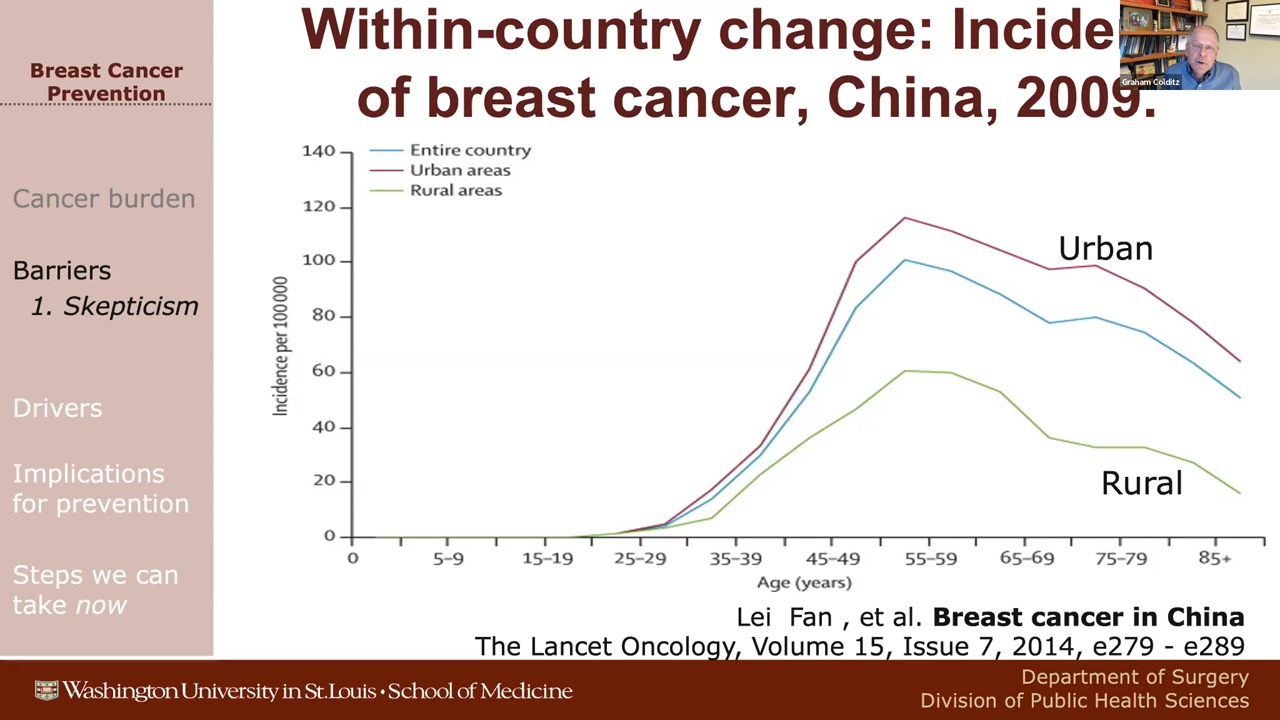 Within-country change: Incide
of breast cancer, China, 2009.
Graham Colditz
Breast Cancer
Prevention
Cancer burden
Barriers
1. Skepticism
Drivers
Implications
for prevention
Steps we can
take now
140
120
100
80
60
40
20
0
Incidence per 100 000
Entire country
Urban areas
Rural areas
Urban
Rural
0 5–9 15–19 25–29 35–39 45–49 55–59 65–69 75–79 85+
Age (years)
Lei Fan , et al. Breast cancer in China
The Lancet Oncology, Volume 15, Issue 7, 2014, e279 - e289
Washington University in St. Louis • School of Medicine
Department of Surgery
Division of Public Health Sciences